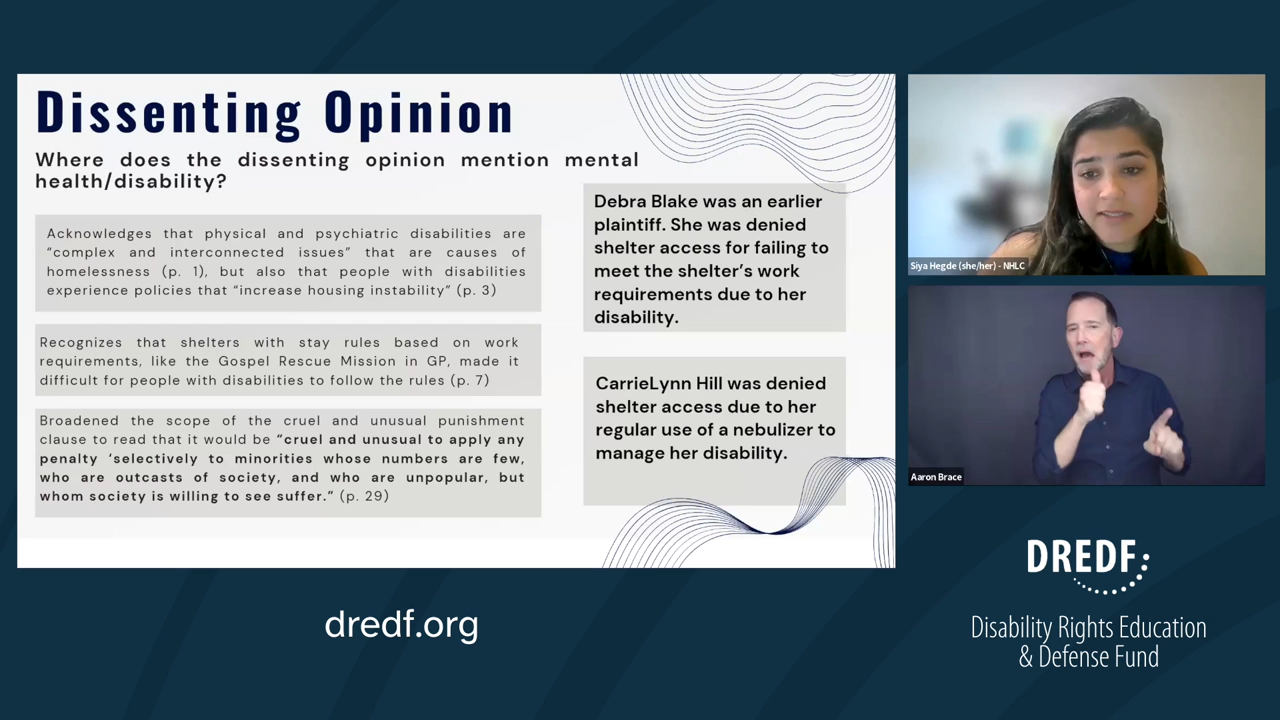 Dissenting Opinion
Where does the dissenting opinion mention mental
health/disability?
Acknowledges that physical and psychiatric disabilities are
“complex and interconnected issues” that are causes of
homelessness (p. 1), but also that people with disabilities
experience policies that “increase housing instability” (p. 3)
Recognizes that shelters with stay rules based on work
requirements, like the Gospel Rescue Mission in GP, made it
difficult for people with disabilities to follow the rules (p. 7)
Broadened the scope of the cruel and unusual punishment
clause to read that it would be “cruel and unusual to apply any
penalty ‘selectively to minorities whose numbers are few,
who are outcasts of society, and who are unpopular, but
whom society is willing to see suffer.” (p. 29)
Debra Blake was an earlier
plaintiff. She was denied
shelter access for failing to
meet the shelter’s work
requirements due to her
disability.
CarrieLynn Hill was denied
shelter access due to her
regular use of a nebulizer to
manage her disability.
Siya Hegde (she/her) - NHLC
Aaron Brace
dredf.org
DREDF
Disability Rights Education
& Defense Fund